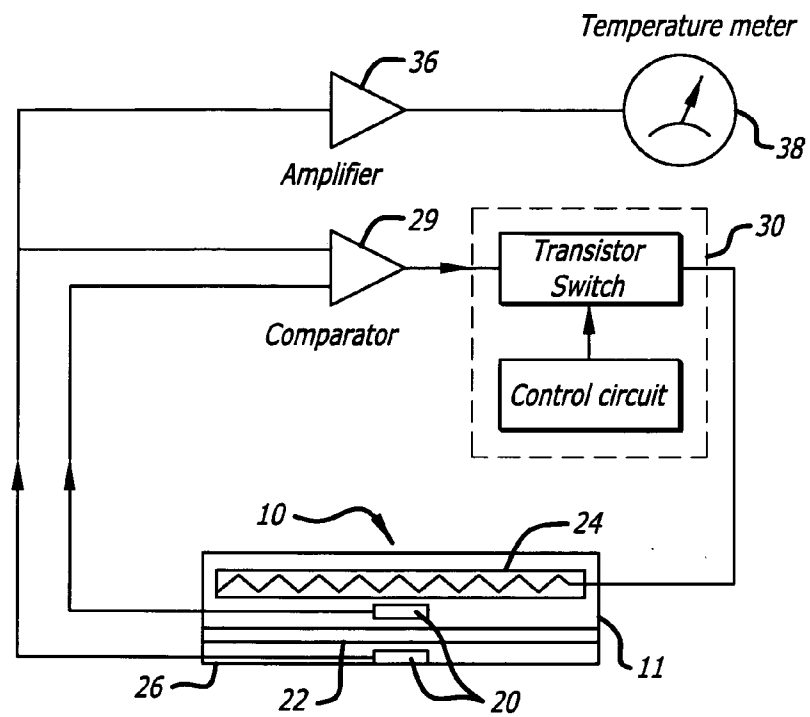 Temperature meter
36
38
Amplifier
29
30
Transistor
Switch
Comparator
Control circuit
10
24
11
26
22
20